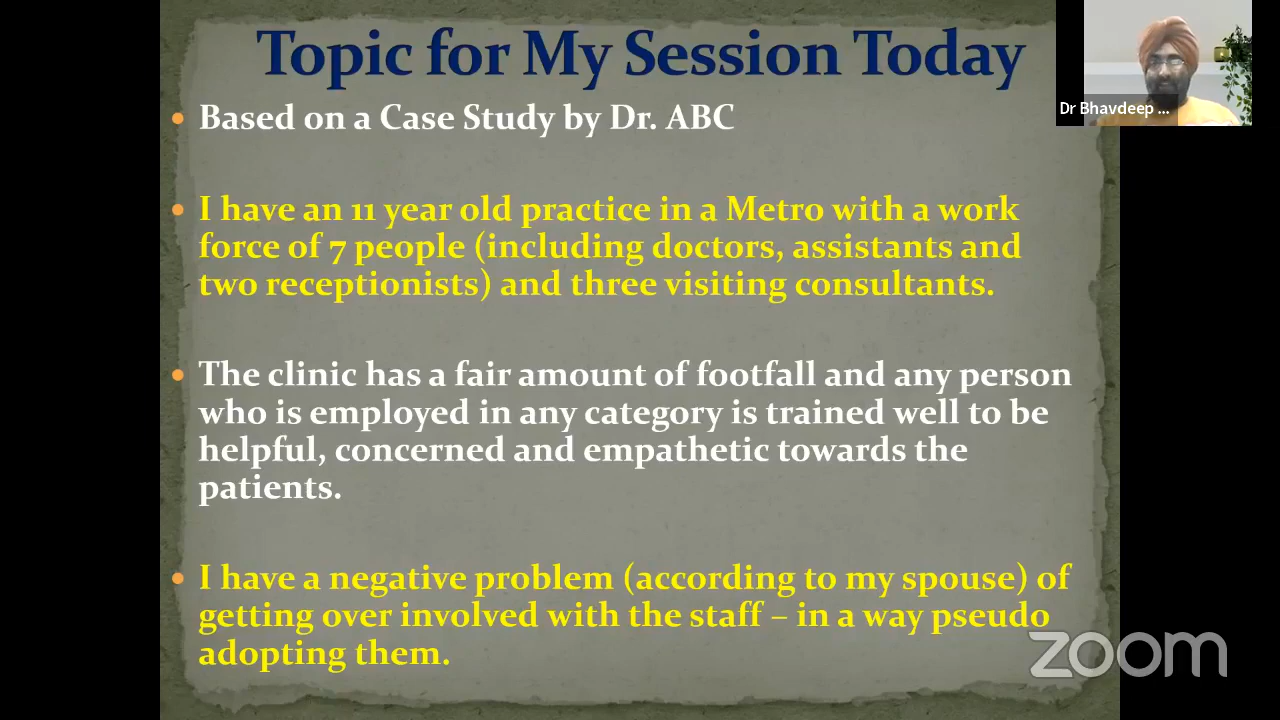 Topic for My Session Today
Dr Bhavdeep ...
• Based on a Case Study by Dr. ABC
• I have an 11 year old practice in a Metro with a work
force of 7 people (including doctors, assistants and
two receptionists) and three visiting consultants.
• The clinic has a fair amount of footfall and any person
who is employed in any category is trained well to be
helpful, concerned and empathetic towards the
patients.
• I have a negative problem (according to my spouse) of
getting over involved with the staff – in a way pseudo
adopting them.
zoom